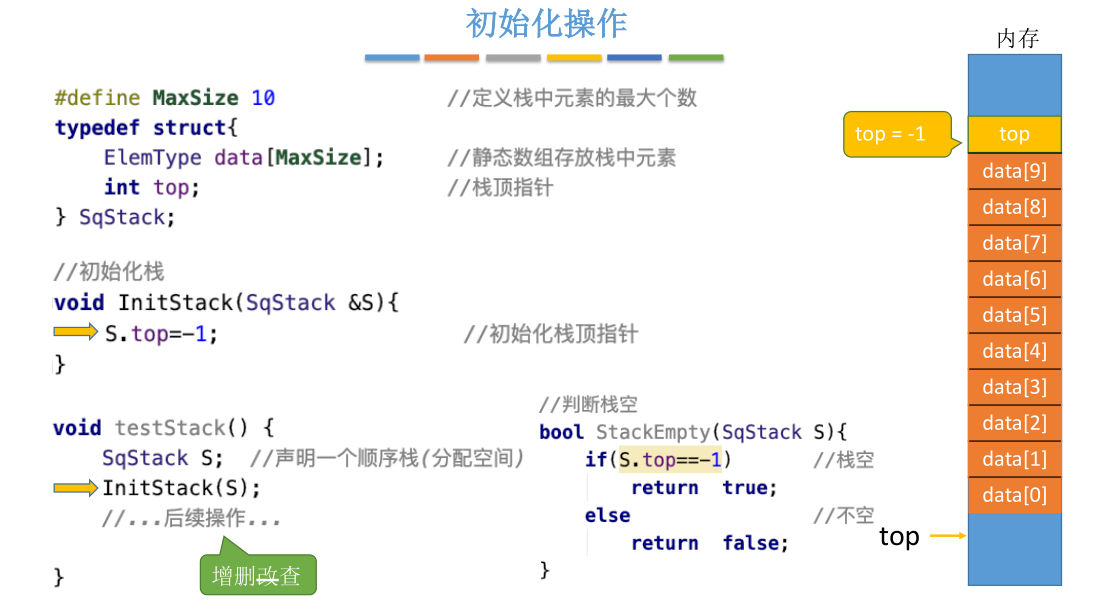 初始化操作
#define MaxSize 10 //定义栈中元素的最大个数
typedef struct{
ElemType data[MaxSize]; //静态数组存放栈中元素
int top; //栈顶指针
} SqStack;
//初始化栈
void InitStack(SqStack &S){
S.top=-1; //初始化栈顶指针
}
void testStack() {
SqStack S; //声明一个顺序栈(分配空间)
InitStack(S);
//...后续操作...
}
增删改查
//判断栈空
bool StackEmpty(SqStack S){
if(S.top==-1) //栈空
return true;
else //不空
return false;
}
内存
top = -1
top
data[9]
data[8]
data[7]
data[6]
data[5]
data[4]
data[3]
data[2]
data[1]
data[0]
top